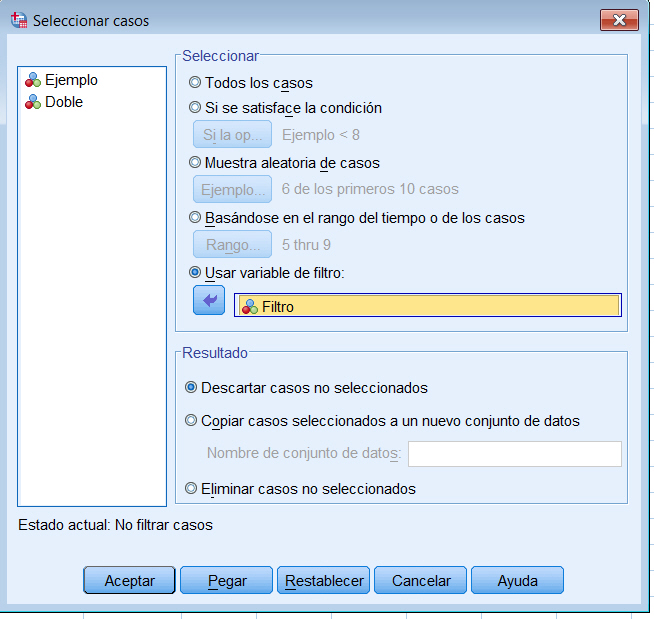 Seleccionar casos
Ejemplo
Doble
Seleccionar
Todos los casos
Si se satisface la condición
Si la op... Ejemplo < 8
Muestra aleatoria de casos
Ejemplo... 6 de los primeros 10 casos
Basándose en el rango del tiempo o de los casos
Rango... 5 thru 9
Usar variable de filtro:
Filtro
Resultado
Descartar casos no seleccionados
Copiar casos seleccionados a un nuevo conjunto de datos
Nombre de conjunto de datos:
Eliminar casos no seleccionados
Estado actual: No filtrar casos
Aceptar Pegar Restablecer Cancelar Ayuda